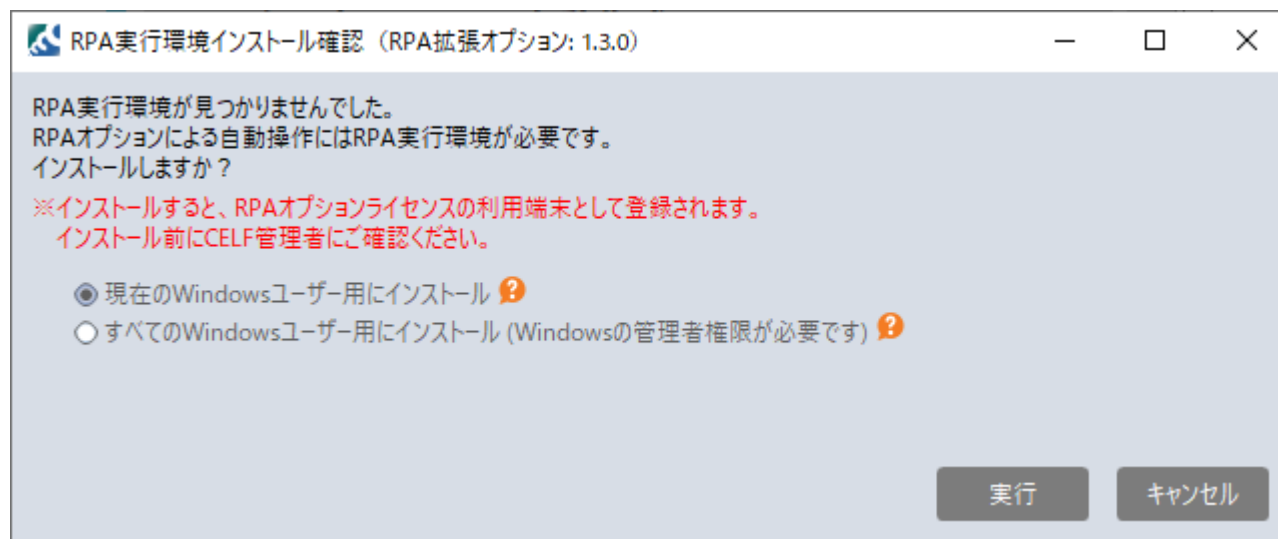 RPA実行環境インストール確認（RPA拡張オプション: 1.3.0）
RPA実行環境が見つかりませんでした。
RPAオプションによる自動操作にはRPA実行環境が必要です。
インストールしますか？
※インストールすると、RPAオプションライセンスの利用端末として登録されます。
インストール前にCELF管理者にご確認ください。
現在のWindowsユーザー用にインストール
すべてのWindowsユーザー用にインストール (Windowsの管理者権限が必要です)
実行 キャンセル